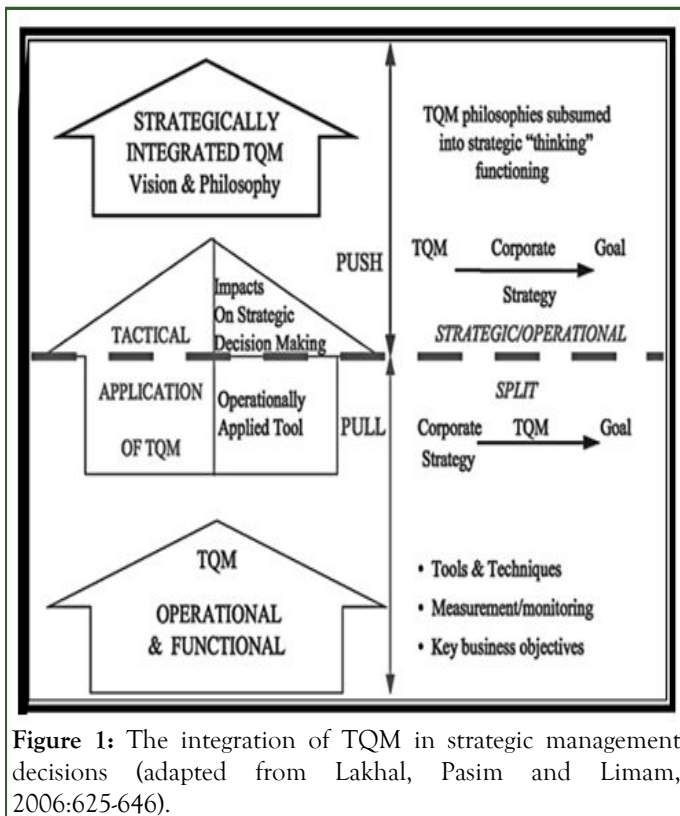 STRATEGICALLY
INTEGRATED TQM
Vision & Philosophy
TQM philosophies subsumed
into strategic “thinking”
functioning
PUSH
TQM Corporate Goal
Strategy
Impacts
On Strategic
Decision Making
TACTICAL
STRATEGIC/OPERATIONAL
SPLIT
APPLICATION
OF TQM
Operationally
Applied Tool
PULL
Corporate TQM Goal
Strategy
TQM
OPERATIONAL
& FUNCTIONAL
• Tools & Techniques
• Measurement/monitoring
• Key business objectives
Figure 1: The integration of TQM in strategic management
decisions (adapted from Lakhal, Pasim and Limam,
2006:625-646).